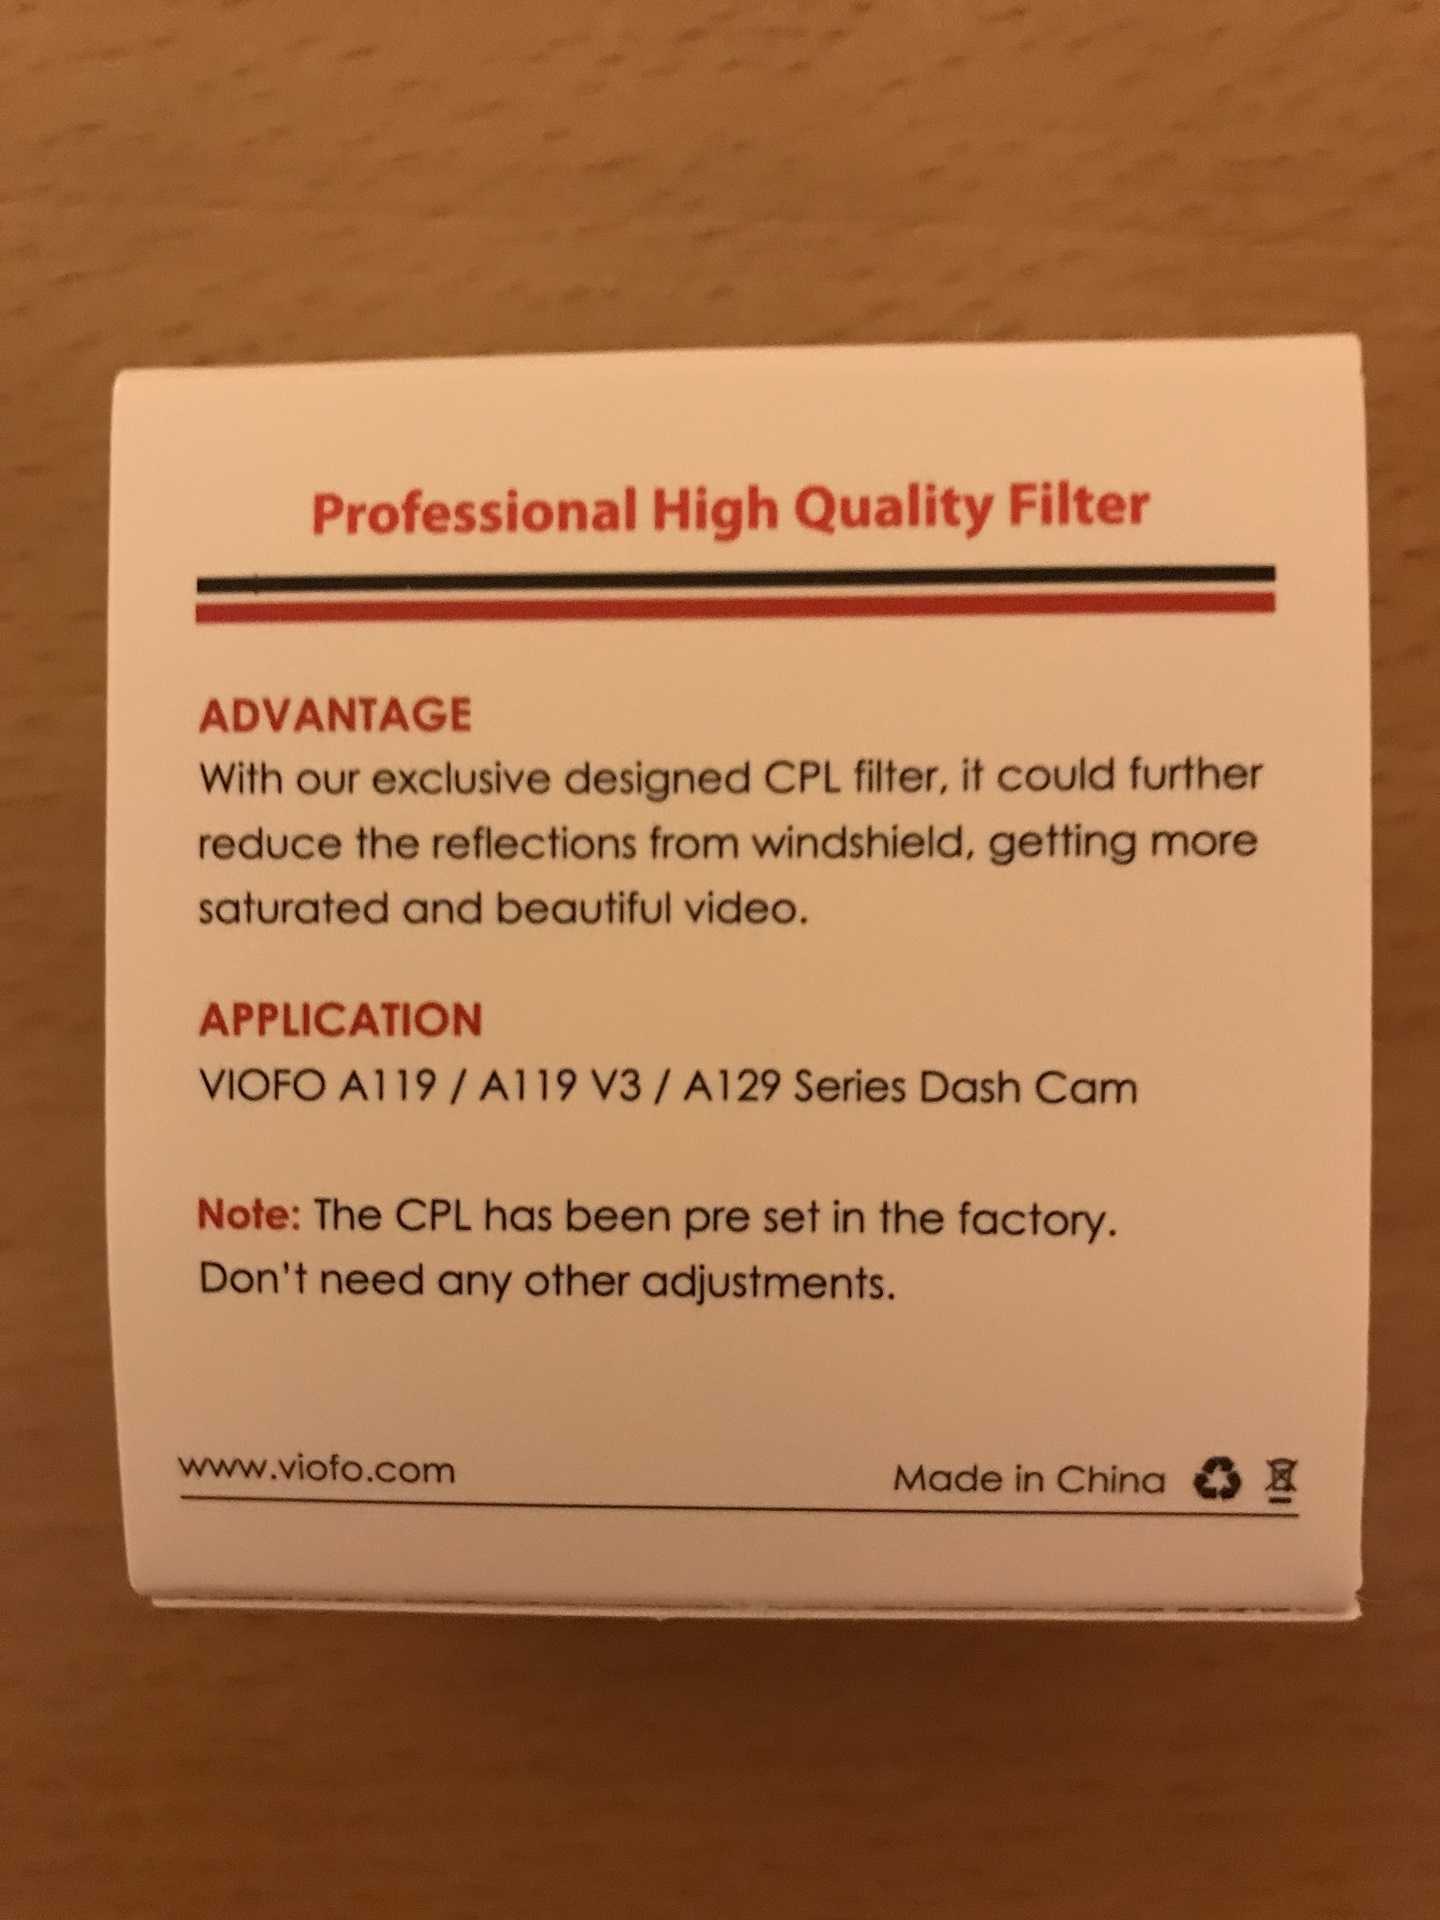 Professional High Quality Filter
ADVANTAGE
With our exclusive designed CPL filter, it could further
reduce the reflections from windshield, getting more
saturated and beautiful video.
APPLICATION
VIOFO A119 / A119 V3 / A129 Series Dash Cam
Note: The CPL has been pre set in the factory.
Don't need any other adjustments.
www.viofo.com
Made in China